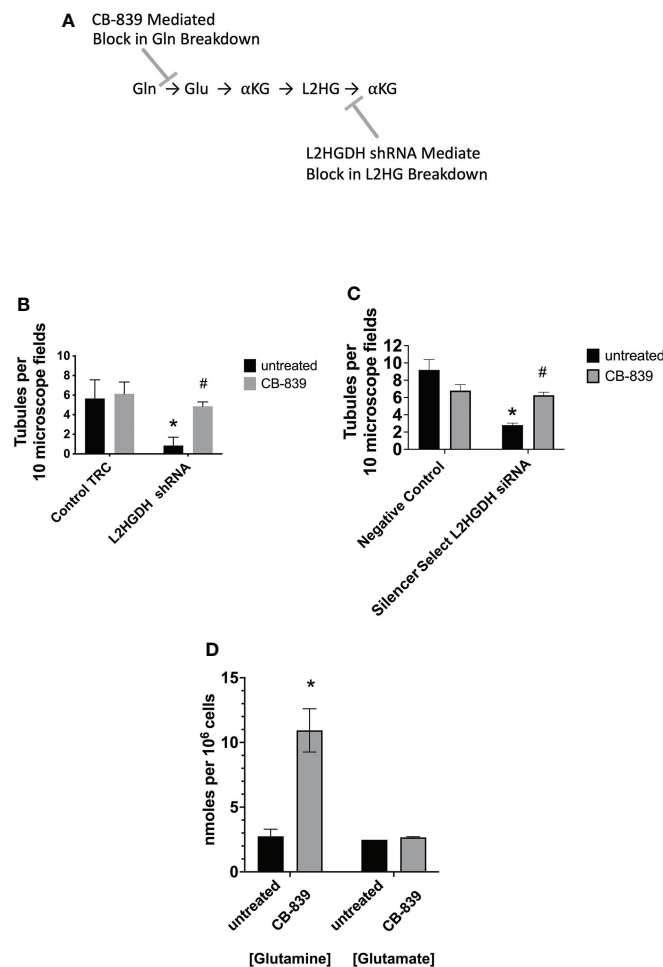 A
CB-839 Mediated
Block in Gln Breakdown
Gln → Glu → αKG → L2HG → αKG
L2HGDH shRNA Mediate
Block in L2HG Breakdown
B
Tubules per
10 microscope fields
10
8
6
4
2
0
*
#
untreated
CB-839
Control TRC
L2HGDH shRNA
C
Tubules per
10 microscope fields
12
10
8
6
4
2
0
*
#
untreated
CB-839
Negative Control
Silencer Select L2HGDH siRNA
D
nmoles per 10⁶ cells
15
10
5
0
*
untreated
CB-839
untreated
CB-839
[Glutamine] [Glutamate]